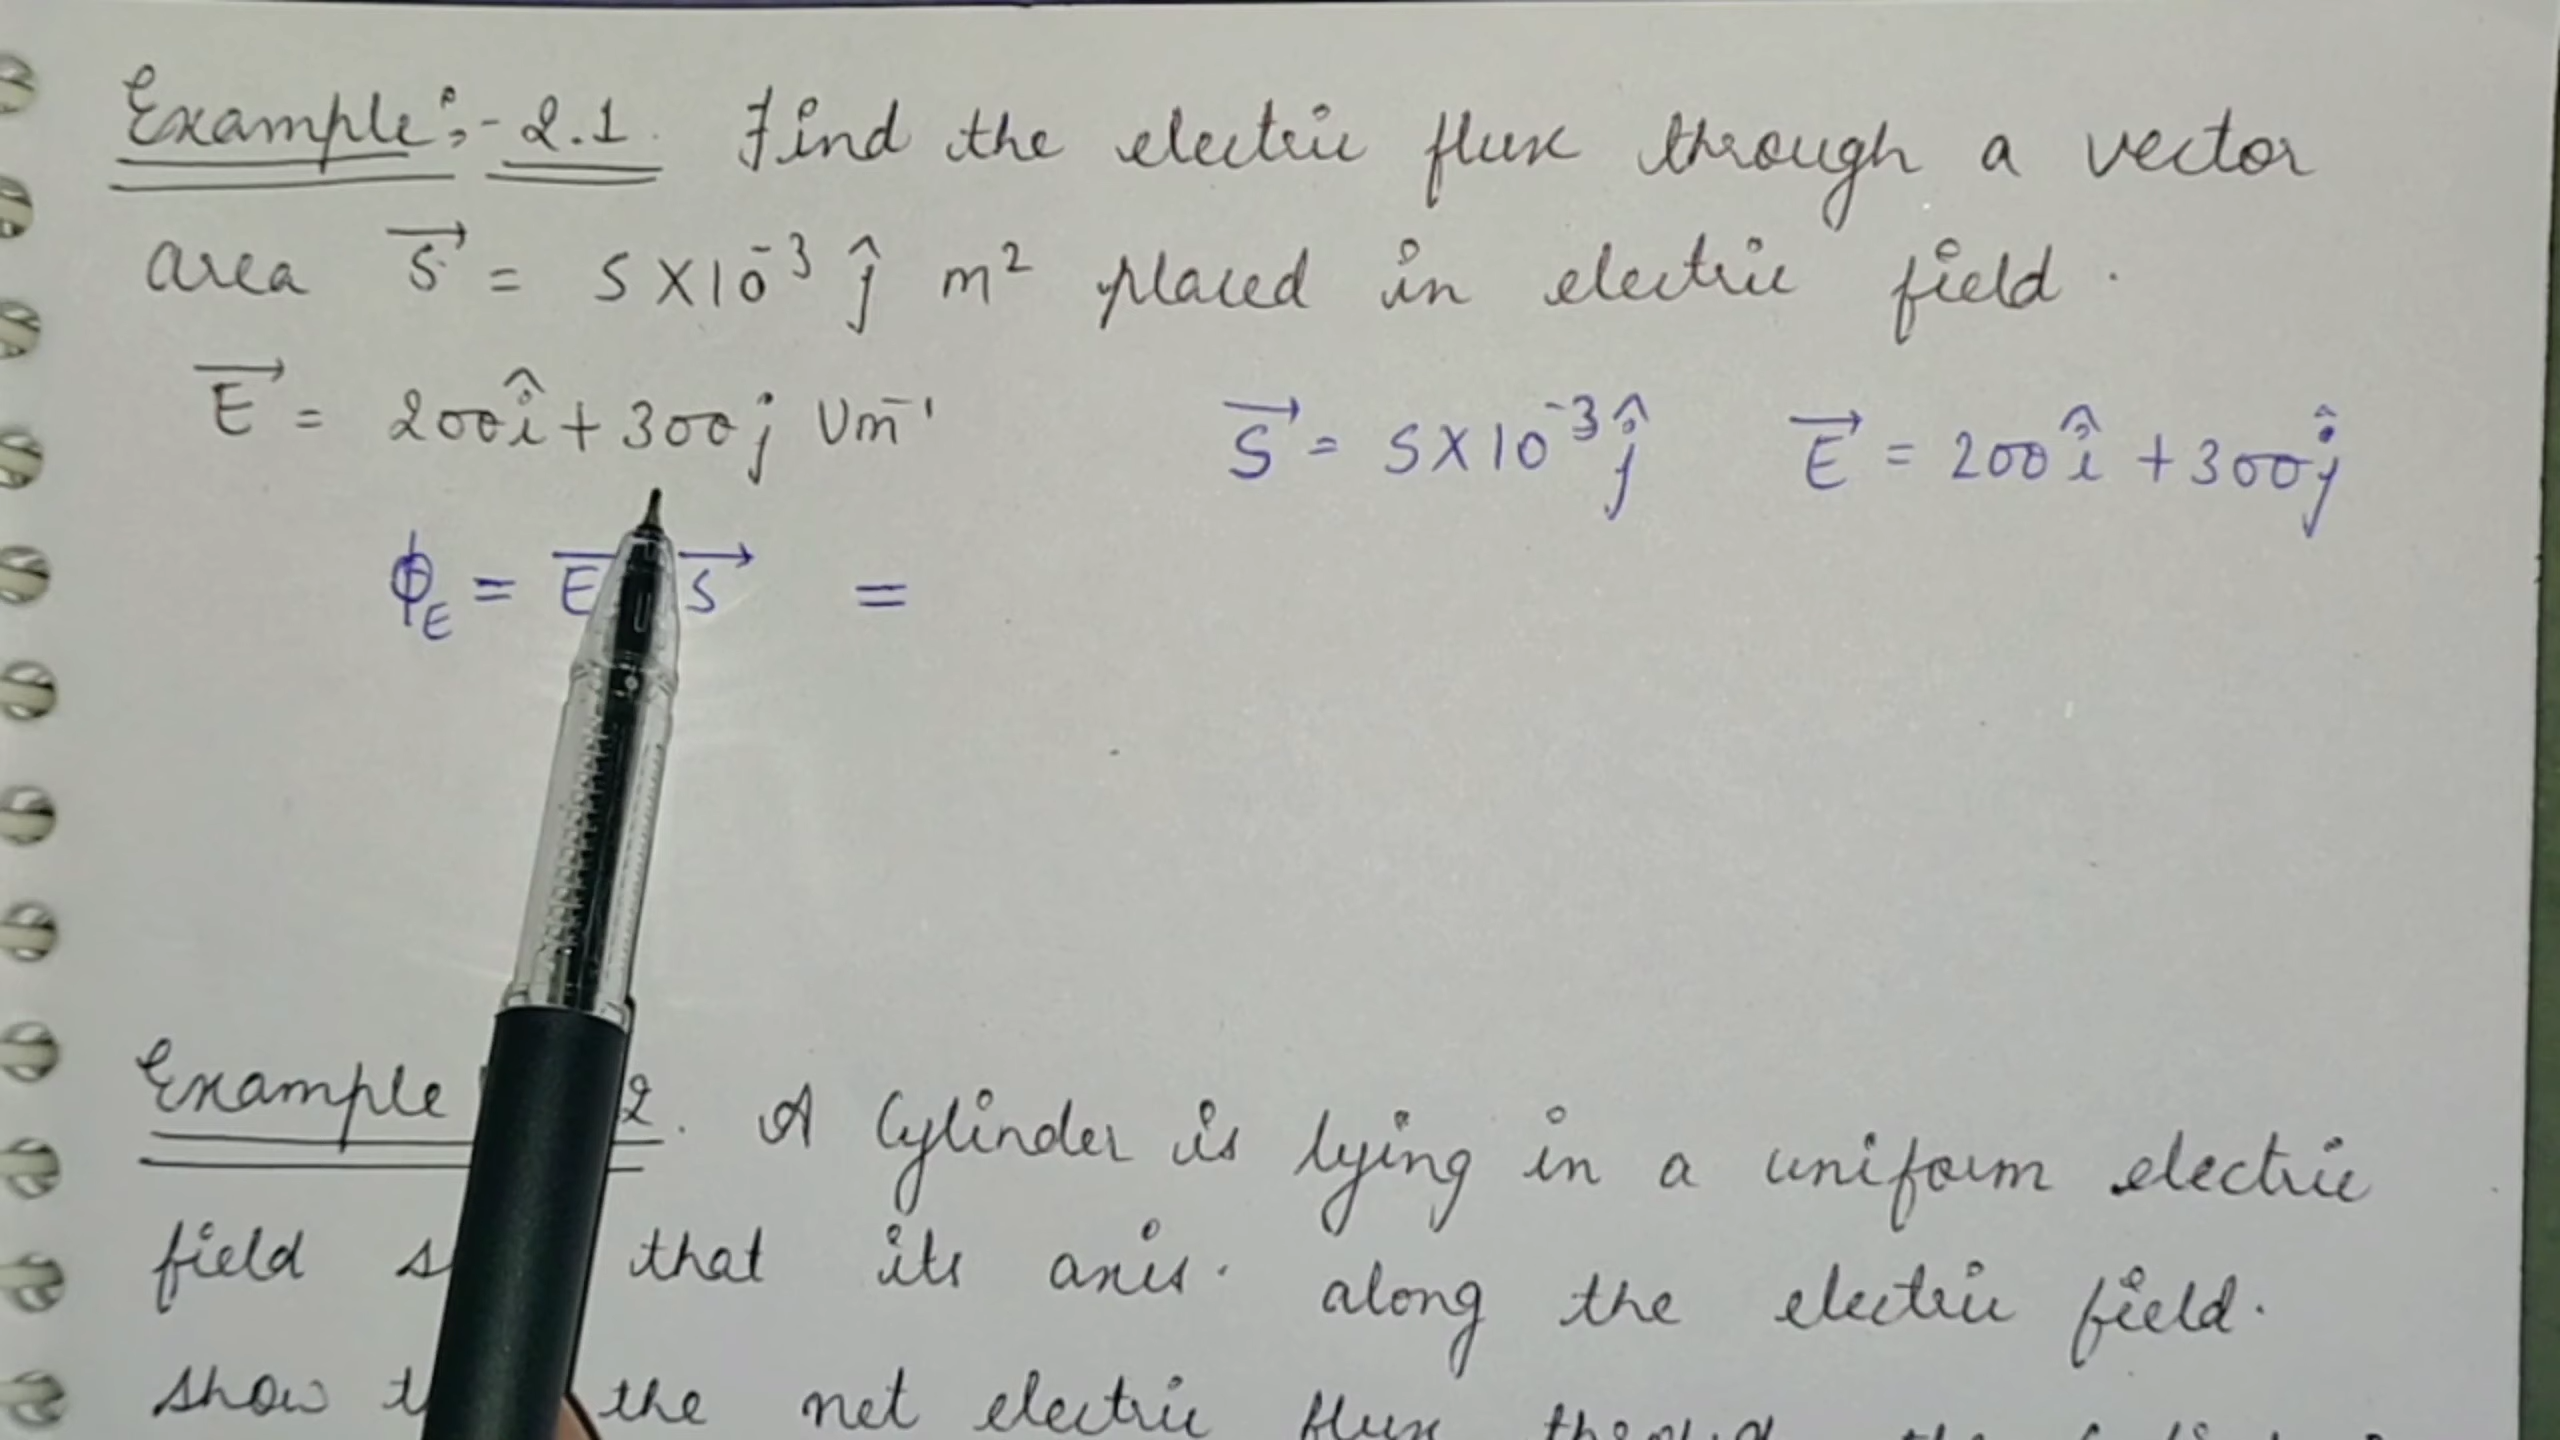 Example:- 2.1. Find the electric flux through a vector
area S⃗ = 5×10⁻³ ĵ m² placed in electric field.
E⃗ = 200î + 300j Vm⁻¹
S⃗ = 5×10⁻³ ĵ E⃗ = 200î + 300ĵ
ϕ_E = E⃗ S⃗ =
Example 2. A Cylinder is lying in a uniform electric
field that its axis. along the electric field.
show the net electric flux